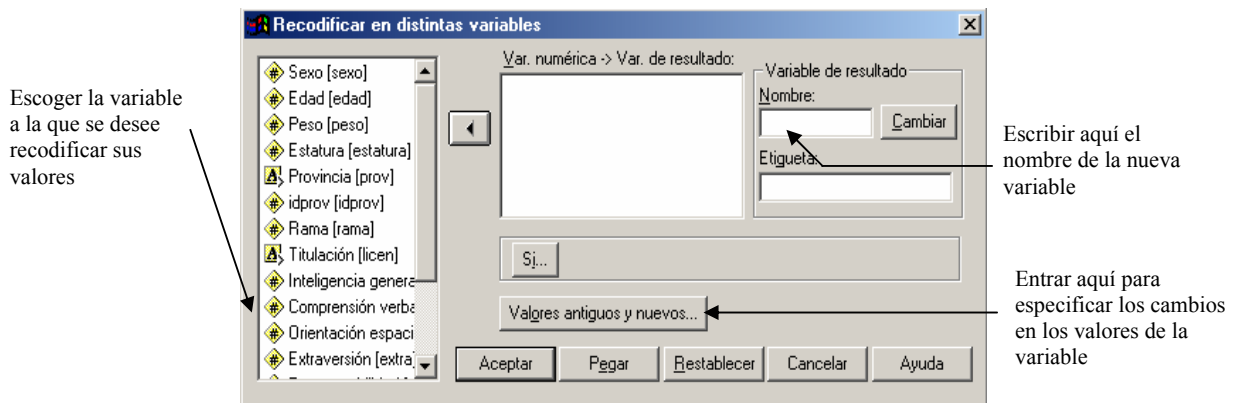 Recodificar en distintas variables
Escoger la variable
a la que se desee
recodificar sus
valores
Sexo [sexo]
Edad [edad]
Peso [peso]
Estatura [estatura]
Provincia [prov]
idprov [idprov]
Rama [rama]
Titulación [licen]
Inteligencia genera
Comprensión verba
Orientación espaci
Extraversión [extra]
Var. numérica -> Var. de resultado:
Variable de resultado
Nombre:
Cambiar
Etiqueta:
Escribir aquí el
nombre de la nueva
variable
Si...
Valores antiguos y nuevos...
Entrar aquí para
especificar los cambios
en los valores de la
variable
Aceptar
Pegar
Restablecer
Cancelar
Ayuda